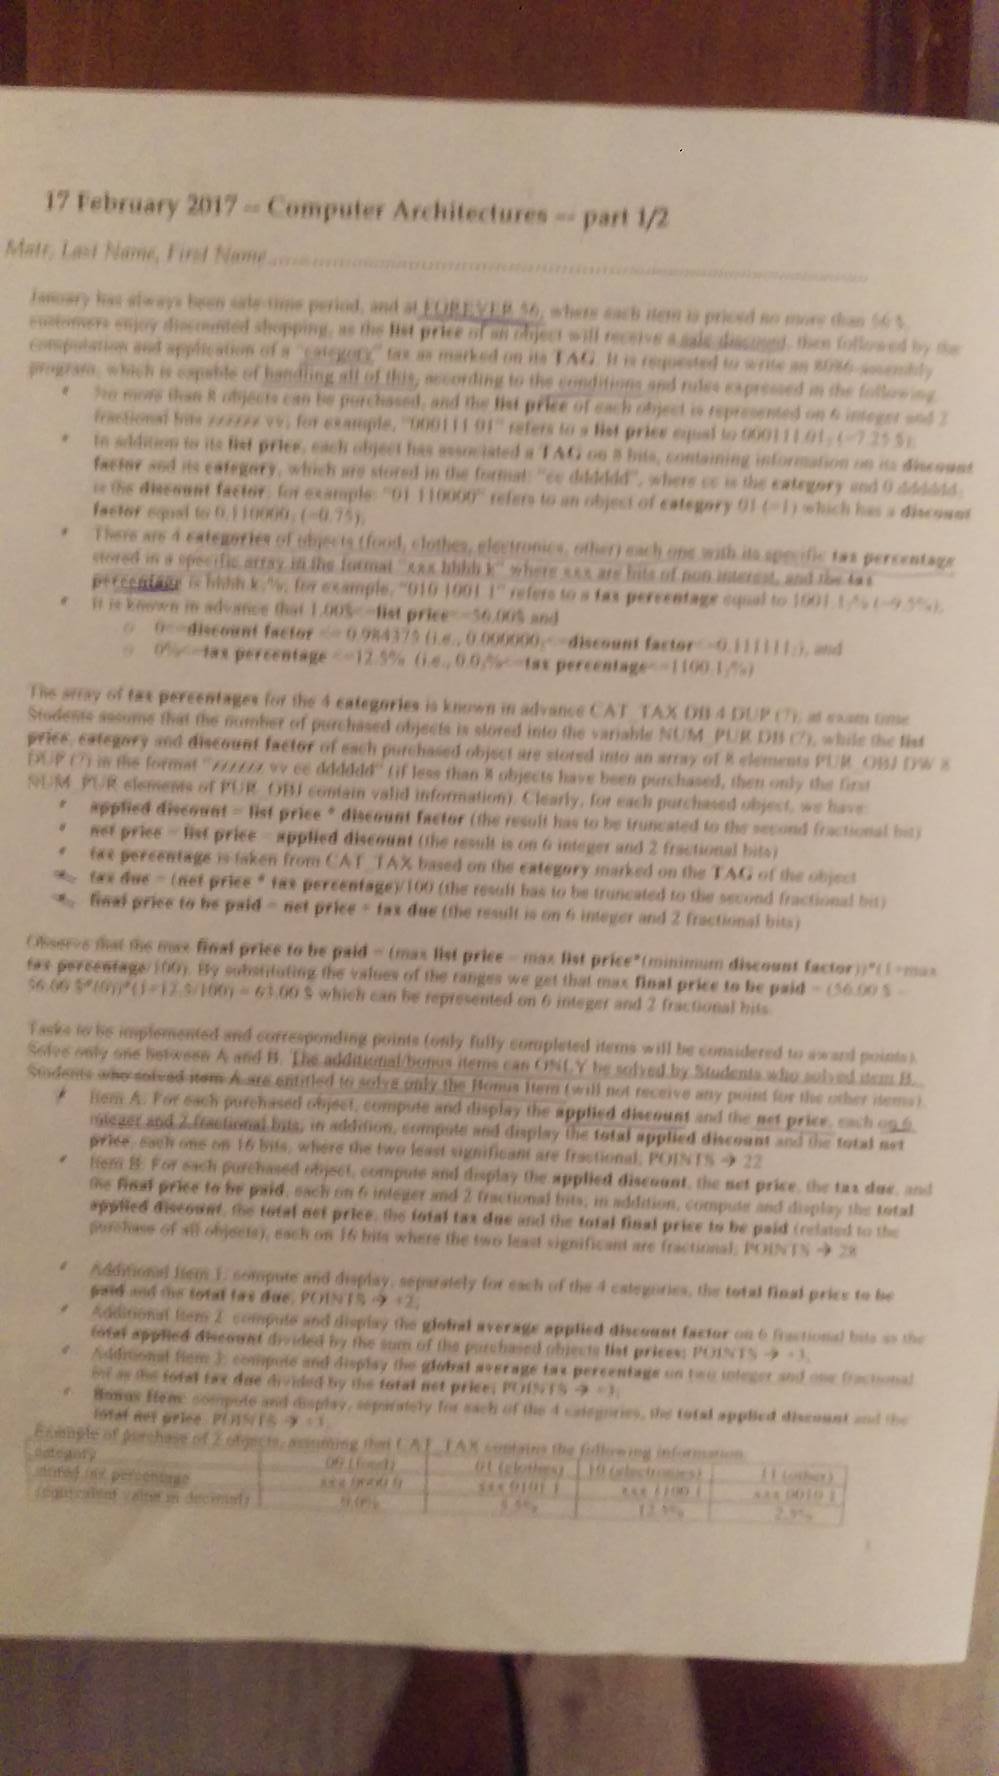 17 February 2017 -- Computer Architectures -- part 1/2
Matr, Last Name, First Name
January has always been sale-time period, and at FOREVER 56, where each item is priced no more than 56 $,
customers enjoy discounted shopping, as the list price of an object will receive a sale discount, then followed by the
computation and application of a "category" tax as marked on its TAG. It is requested to write an 8086 assembly
program, which is capable of handling all of this, according to the conditions and rules expressed in the following.
No more than 8 objects can be purchased, and the list price of each object is represented on 6 integer and 2
fractional bits zzzzzz vv; for example, "000111 01" refers to a list price equal to 000111.01, (=7.25 $);
In addition to its list price, each object has associated a TAG on 8 bits, containing information on its discount
factor and its category, which are stored in the format: "cc dddddd", where cc is the category and 0.dddddd
is the discount factor; for example: "01 110000" refers to an object of category 01 (=1) which has a discount
factor equal to 0.110000, (=0.75);
There are 4 categories of objects (food, clothes, electronics, other) each one with its specific tax percentage
stored in a specific array in the format "xxx hhhh k" where xxx are bits of non interest, and the tax
percentage is hhhh.k %; for example, "010 1001 1" refers to a tax percentage equal to 1001.1 % (=9.5%);
It is known in advance that 1.00$<=list price<=56.00$ and
0<=discount factor <= 0.984375 (i.e., 0.000000<=discount factor<=0.111111), and
0%<=tax percentage <=12.5% (i.e., 0.0%<=tax percentage<=1100.1%)
The array of tax percentages for the 4 categories is known in advance CAT_TAX DB 4 DUP (?); at exam time
Students assume that the number of purchased objects is stored into the variable NUM_PUR DB (?), while the list
price, category and discount factor of each purchased object are stored into an array of 8 elements PUR_OBJ DW 8
DUP (?) in the format "zzzzzz vv cc dddddd" (if less than 8 objects have been purchased, then only the first
NUM_PUR elements of PUR_OBJ contain valid information). Clearly, for each purchased object, we have:
applied discount = list price * discount factor (the result has to be truncated to the second fractional bit)
net price = list price - applied discount (the result is on 6 integer and 2 fractional bits)
tax percentage is taken from CAT_TAX based on the category marked on the TAG of the object
tax due = (net price * tax percentage)/100 (the result has to be truncated to the second fractional bit)
final price to be paid = net price + tax due (the result is on 6 integer and 2 fractional bits)
Observe that the max final price to be paid = (max list price - max list price*(minimum discount factor))*(1+max
tax percentage/100). By substituting the values of the ranges we get that max final price to be paid = (56.00 $ -
56.00 $*(0))*(1+12.5/100) = 63.00 $ which can be represented on 6 integer and 2 fractional bits.
Tasks to be implemented and corresponding points (only fully completed items will be considered to award points).
Solve only one between A and B. The additional/bonus items can ONLY be solved by Students who solved item B.
Students who solved item A are entitled to solve only the Bonus Item (will not receive any point for the other items).
Item A: For each purchased object, compute and display the applied discount and the net price, each on 6
integer and 2 fractional bits; in addition, compute and display the total applied discount and the total net
price, each one on 16 bits, where the two least significant are fractional; POINTS → 22
Item B: For each purchased object, compute and display the applied discount, the net price, the tax due, and
the final price to be paid, each on 6 integer and 2 fractional bits; in addition, compute and display the total
applied discount, the total net price, the total tax due and the total final price to be paid (related to the
purchase of all objects), each on 16 bits where the two least significant are fractional; POINTS → 28
Additional Item 1: compute and display, separately for each of the 4 categories, the total final price to be
paid and the total tax due; POINTS → +2;
Additional Item 2: compute and display the global average applied discount factor on 6 fractional bits as the
total applied discount divided by the sum of the purchased objects list prices; POINTS → +3;
Additional Item 3: compute and display the global average tax percentage on two integer and one fractional
bit as the total tax due divided by the total net price; POINTS → +3;
Bonus Item: compute and display, separately for each of the 4 categories, the total applied discount and the
total net price. POINTS → +1
Example of purchase of 2 objects, assuming that CAT_TAX contains the following information
category 00 (food) 01 (clothes) 10 (electronics) 11 (other)
stored tax percentage xxx 0000 0 xxx 0101 1 xxx 1100 1 xxx 0010 1
(equivalent value in decimal) 0.0% 5.5% 12.5% 2.5%